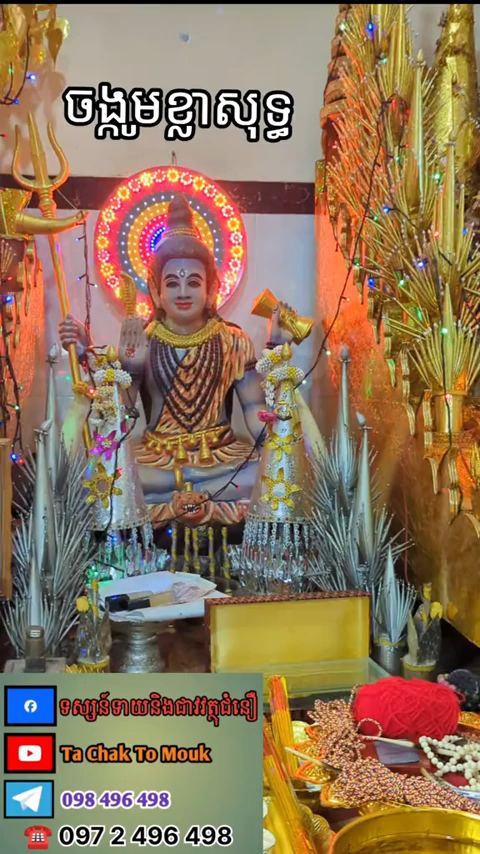 ចង្កូមខ្លាសុទ្ធ
ទស្សន៍ទាយនិងជាវវត្ថុជំនឿ
Ta Chak To Mouk
098 496 498
097 2 496 498